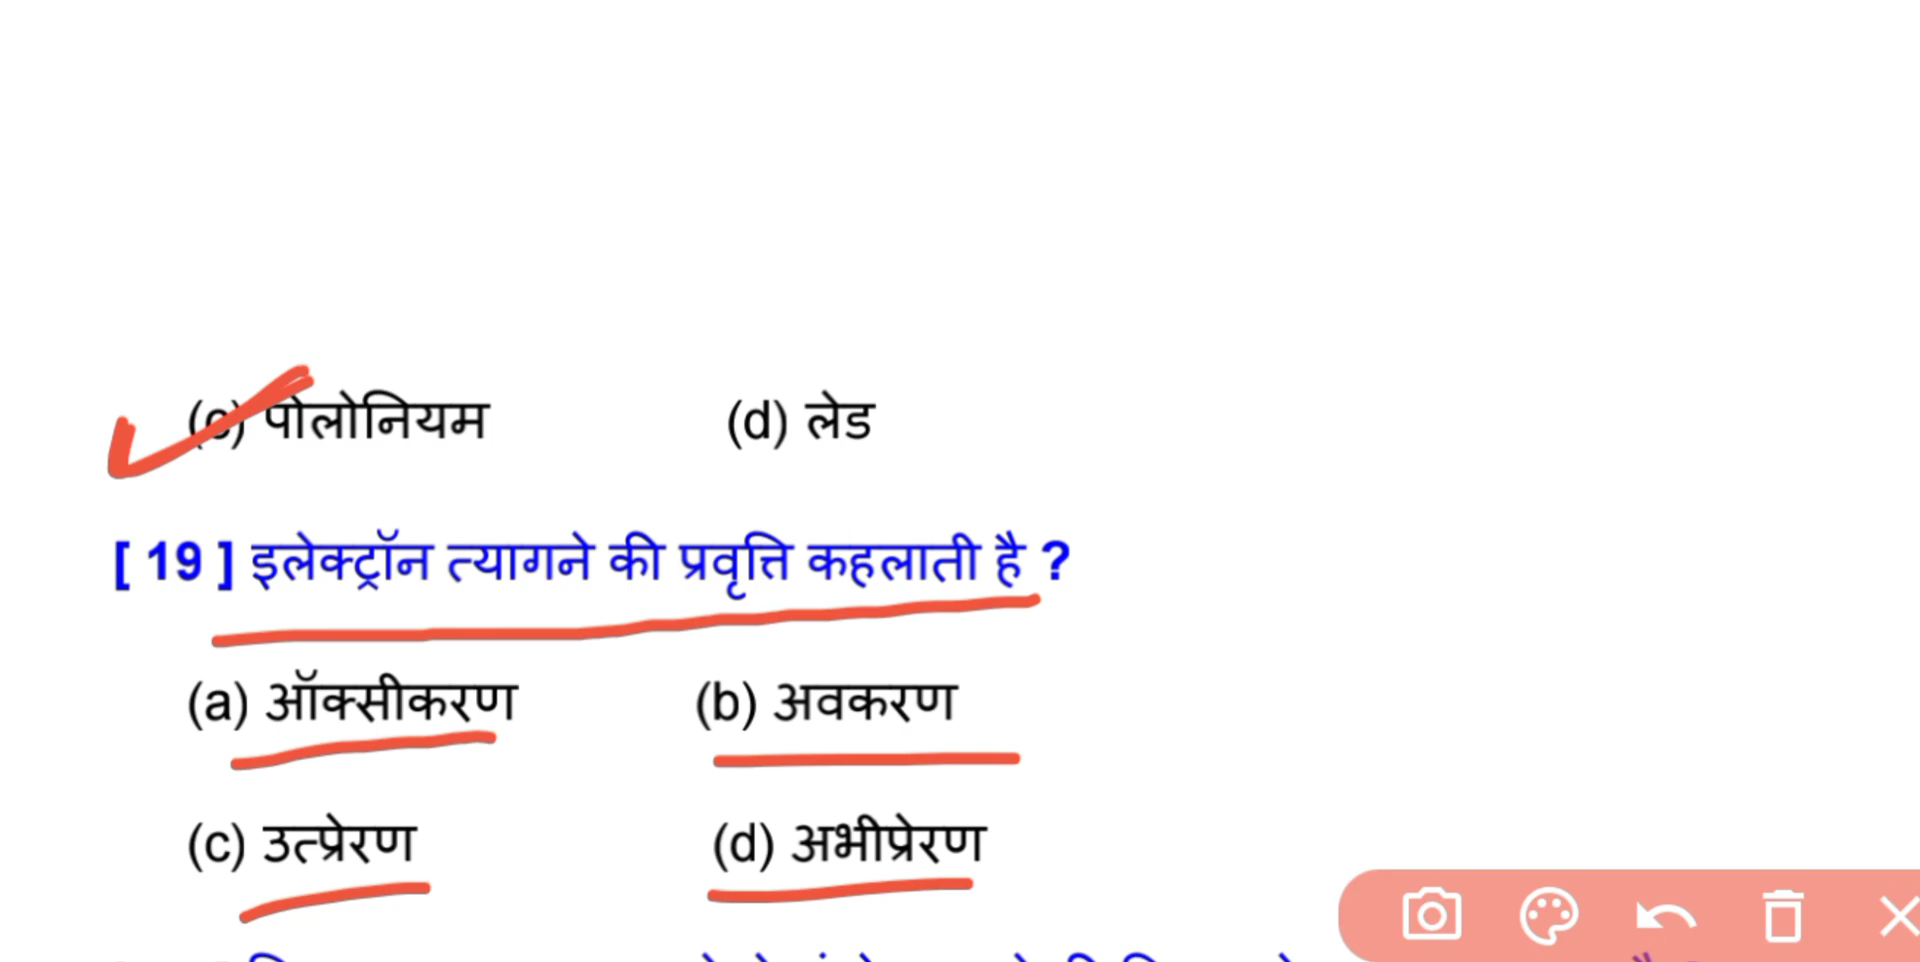 (c) पोलोनियम (d) लेड
[ 19 ] इलेक्ट्रॉन त्यागने की प्रवृत्ति कहलाती है ?
(a) ऑक्सीकरण (b) अवकरण
(c) उत्प्रेरण (d) अभीप्रेरण